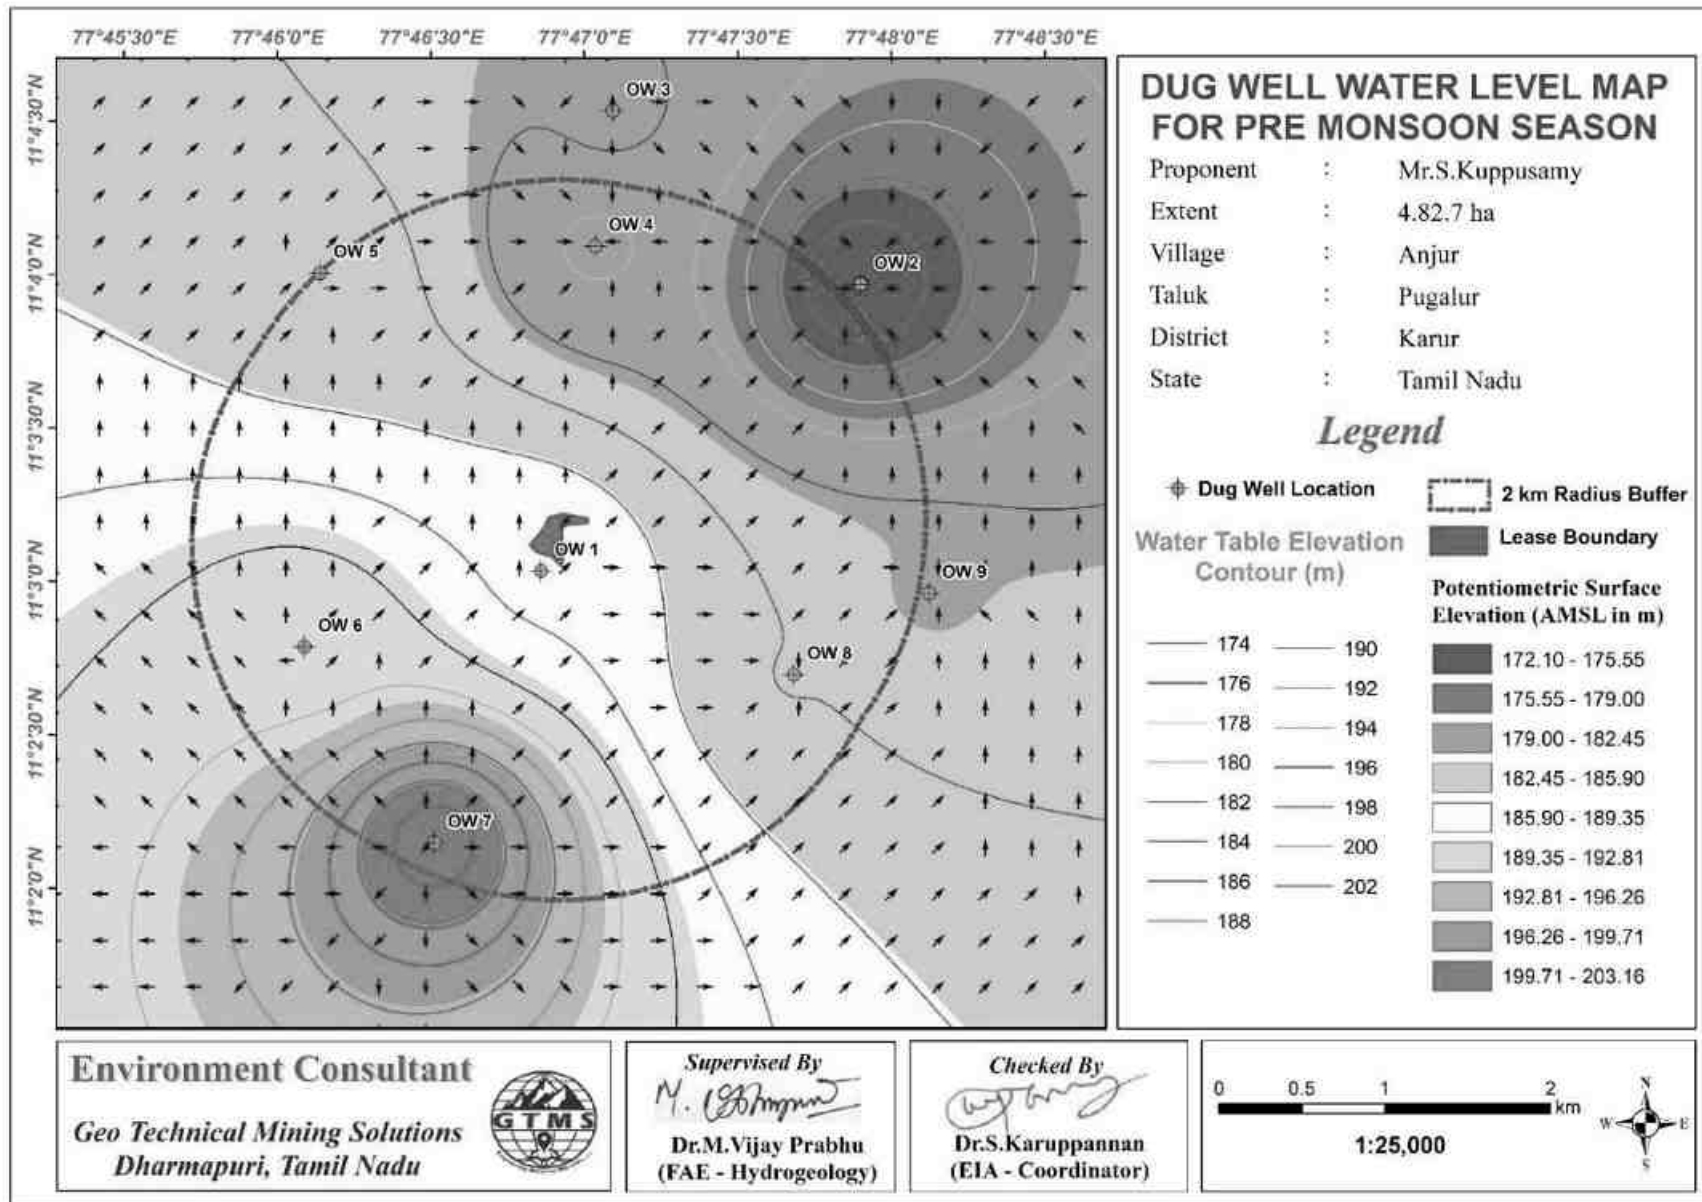 77°45'30"E 77°46'0"E 77°46'30"E 77°47'0"E 77°47'30"E 77°48'0"E 77°48'30"E
11°4'30"N
11°4'0"N
11°3'30"N
11°3'0"N
11°2'30"N
11°2'0"N
OW 3
OW 4
OW 5
OW 2
OW 1
OW 9
OW 6
OW 8
OW 7
DUG WELL WATER LEVEL MAP
FOR PRE MONSOON SEASON
Proponent : Mr.S.Kuppusamy
Extent : 4.82.7 ha
Village : Anjur
Taluk : Pugalur
District : Karur
State : Tamil Nadu
Legend
Dug Well Location
2 km Radius Buffer
Lease Boundary
Water Table Elevation
Contour (m)
174 190
176 192
178 194
180 196
182 198
184 200
186 202
188
Potentiometric Surface
Elevation (AMSL in m)
172.10 - 175.55
175.55 - 179.00
179.00 - 182.45
182.45 - 185.90
185.90 - 189.35
189.35 - 192.81
192.81 - 196.26
196.26 - 199.71
199.71 - 203.16
Environment Consultant
Geo Technical Mining Solutions
Dharmapuri, Tamil Nadu
GTMS
Supervised By
Dr.M.Vijay Prabhu
(FAE - Hydrogeology)
Checked By
Dr.S.Karuppannan
(EIA - Coordinator)
0 0.5 1 2
km
1:25,000
N
W E
S